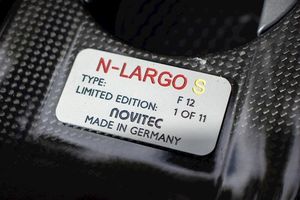 N-LARGO S
TYPE: F 12
LIMITED EDITION: 1 OF 11
NOVITEC
MADE IN GERMANY